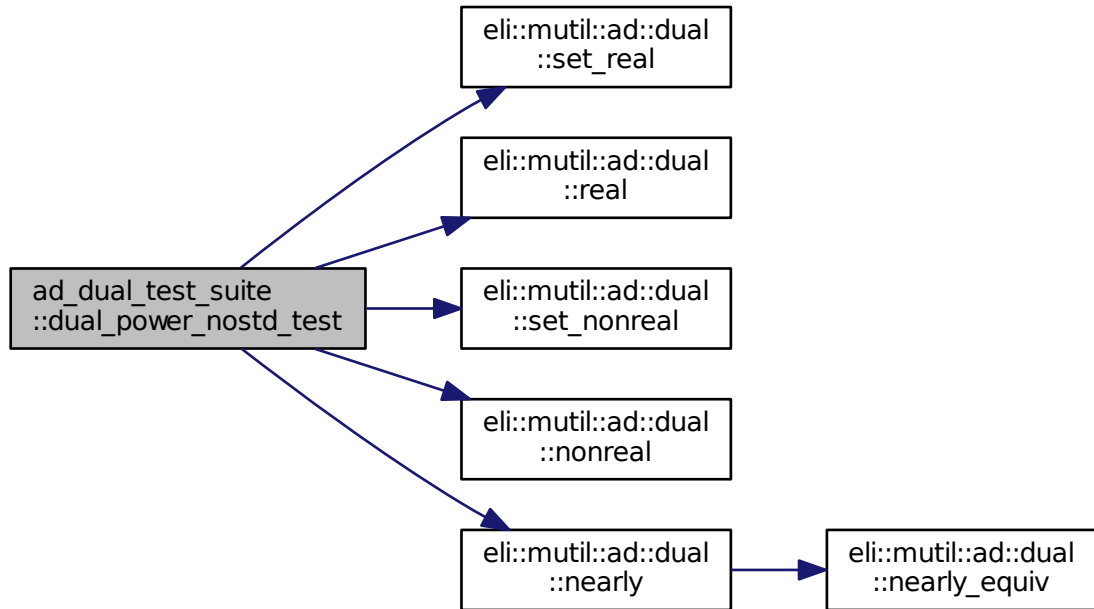 eli::mutil::ad::dual
::set_real
eli::mutil::ad::dual
::real
ad_dual_test_suite
::dual_power_nostd_test
eli::mutil::ad::dual
::set_nonreal
eli::mutil::ad::dual
::nonreal
eli::mutil::ad::dual
::nearly
eli::mutil::ad::dual
::nearly_equiv